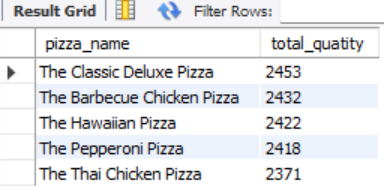 Result Grid Filter Rows:
pizza_name total_quatity
The Classic Deluxe Pizza 2453
The Barbecue Chicken Pizza 2432
The Hawaiian Pizza 2422
The Pepperoni Pizza 2418
The Thai Chicken Pizza 2371